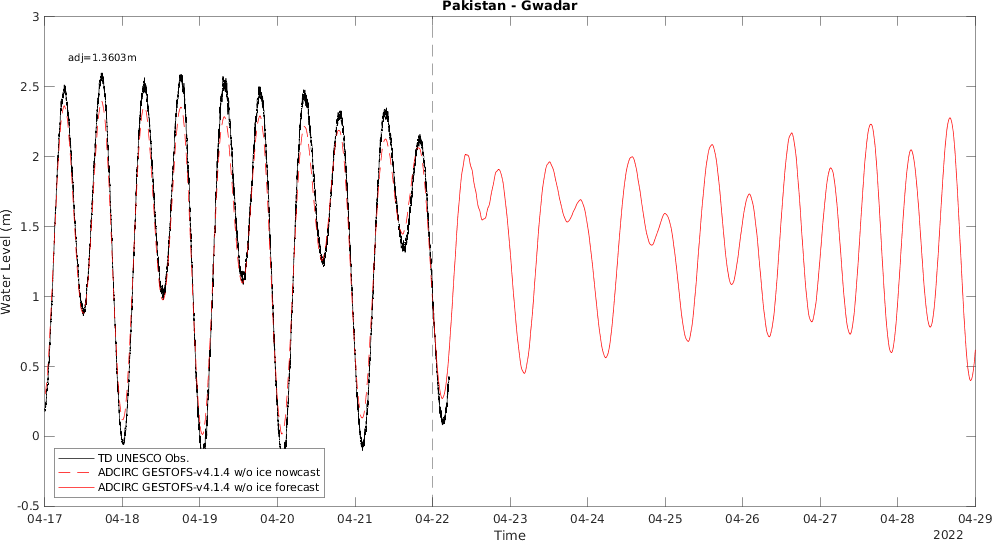 Pakistan - Gwadar
adj=1.3603m
3
2.5
2
1.5
1
0.5
0
-0.5
Water Level (m)
TD UNESCO Obs.
ADCIRC GESTOFS-v4.1.4 w/o ice nowcast
ADCIRC GESTOFS-v4.1.4 w/o ice forecast
04-17 04-18 04-19 04-20 04-21 04-22 04-23 04-24 04-25 04-26 04-27 04-28 04-29
Time
2022